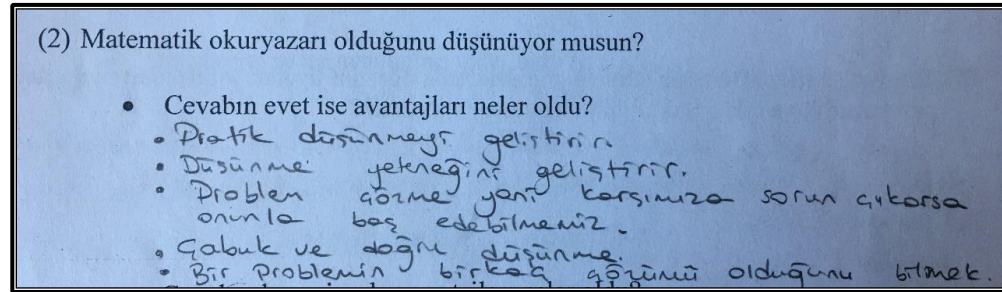 (2) Matematik okuryazarı olduğunu düşünüyor musun?
• Cevabın evet ise avantajları neler oldu?
• Pratik düşünmeyi geliştirir.
• Düşünme yeteneğini geliştirir.
• Problem çözme yani karşımıza sorun çıkarsa
onunla baş edebilmemiz.
• Çabuk ve doğru düşünme.
• Bir problemin birkaç çözümü olduğunu bilmek.